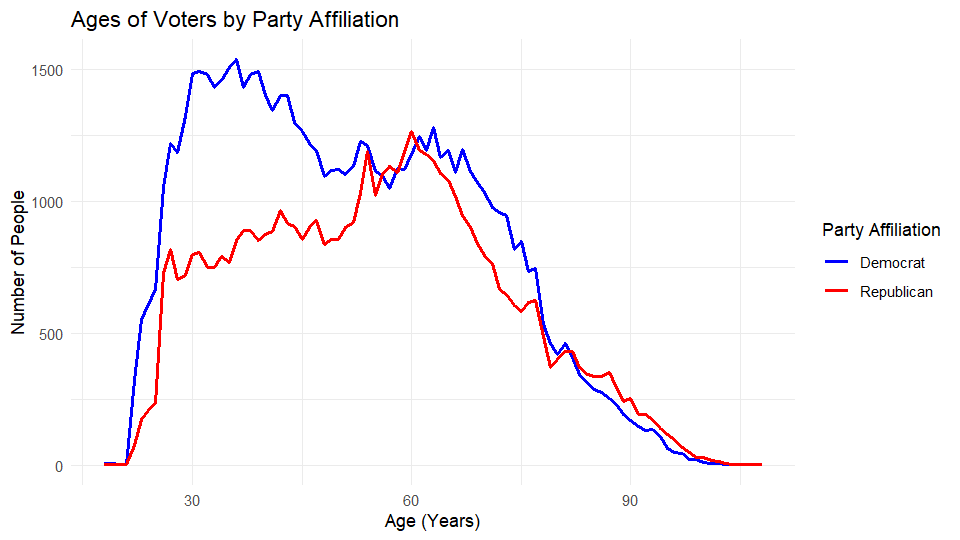 Ages of Voters by Party Affiliation
1500
1000
500
0
Number of People
30
60
90
Age (Years)
Party Affiliation
Democrat
Republican